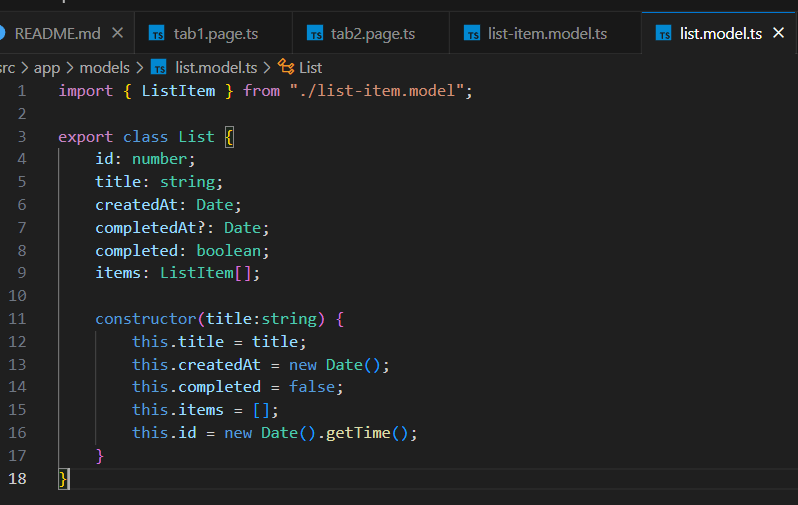 README.md
TS tab1.page.ts
TS tab2.page.ts
TS list-item.model.ts
TS list.model.ts
src > app > models > TS list.model.ts > List
1 import { ListItem } from "./list-item.model";
2
3 export class List {
4 id: number;
5 title: string;
6 createdAt: Date;
7 completedAt?: Date;
8 completed: boolean;
9 items: ListItem[];
10
11 constructor(title:string) {
12 this.title = title;
13 this.createdAt = new Date();
14 this.completed = false;
15 this.items = [];
16 this.id = new Date().getTime();
17 }
18 }